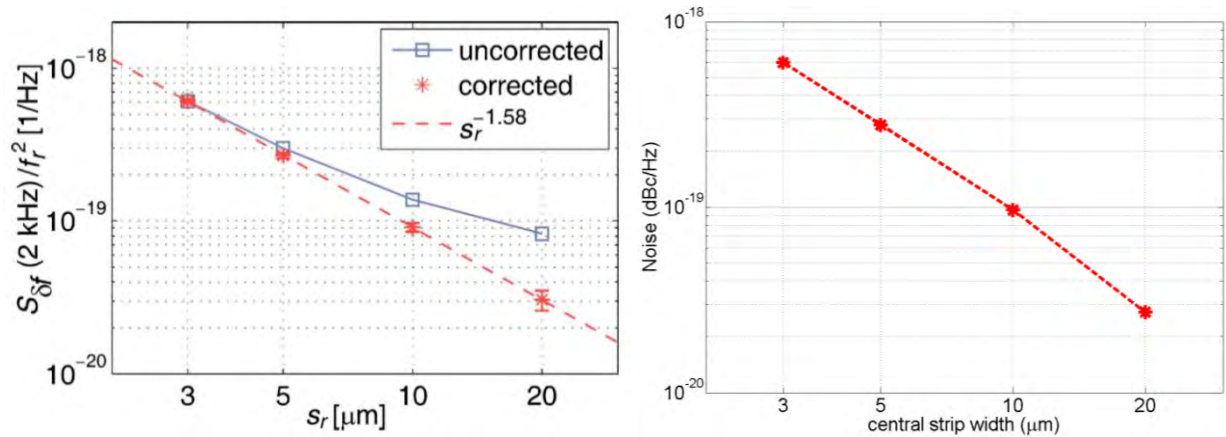 uncorrected
corrected
s_r^-1.58
10^-18
10^-19
10^-20
S_δf (2 kHz)/f_r^2 [1/Hz]
3
5
10
20
s_r [μm]
10^-18
10^-19
10^-20
Noise (dBc/Hz)
3
5
10
20
central strip width (μm)